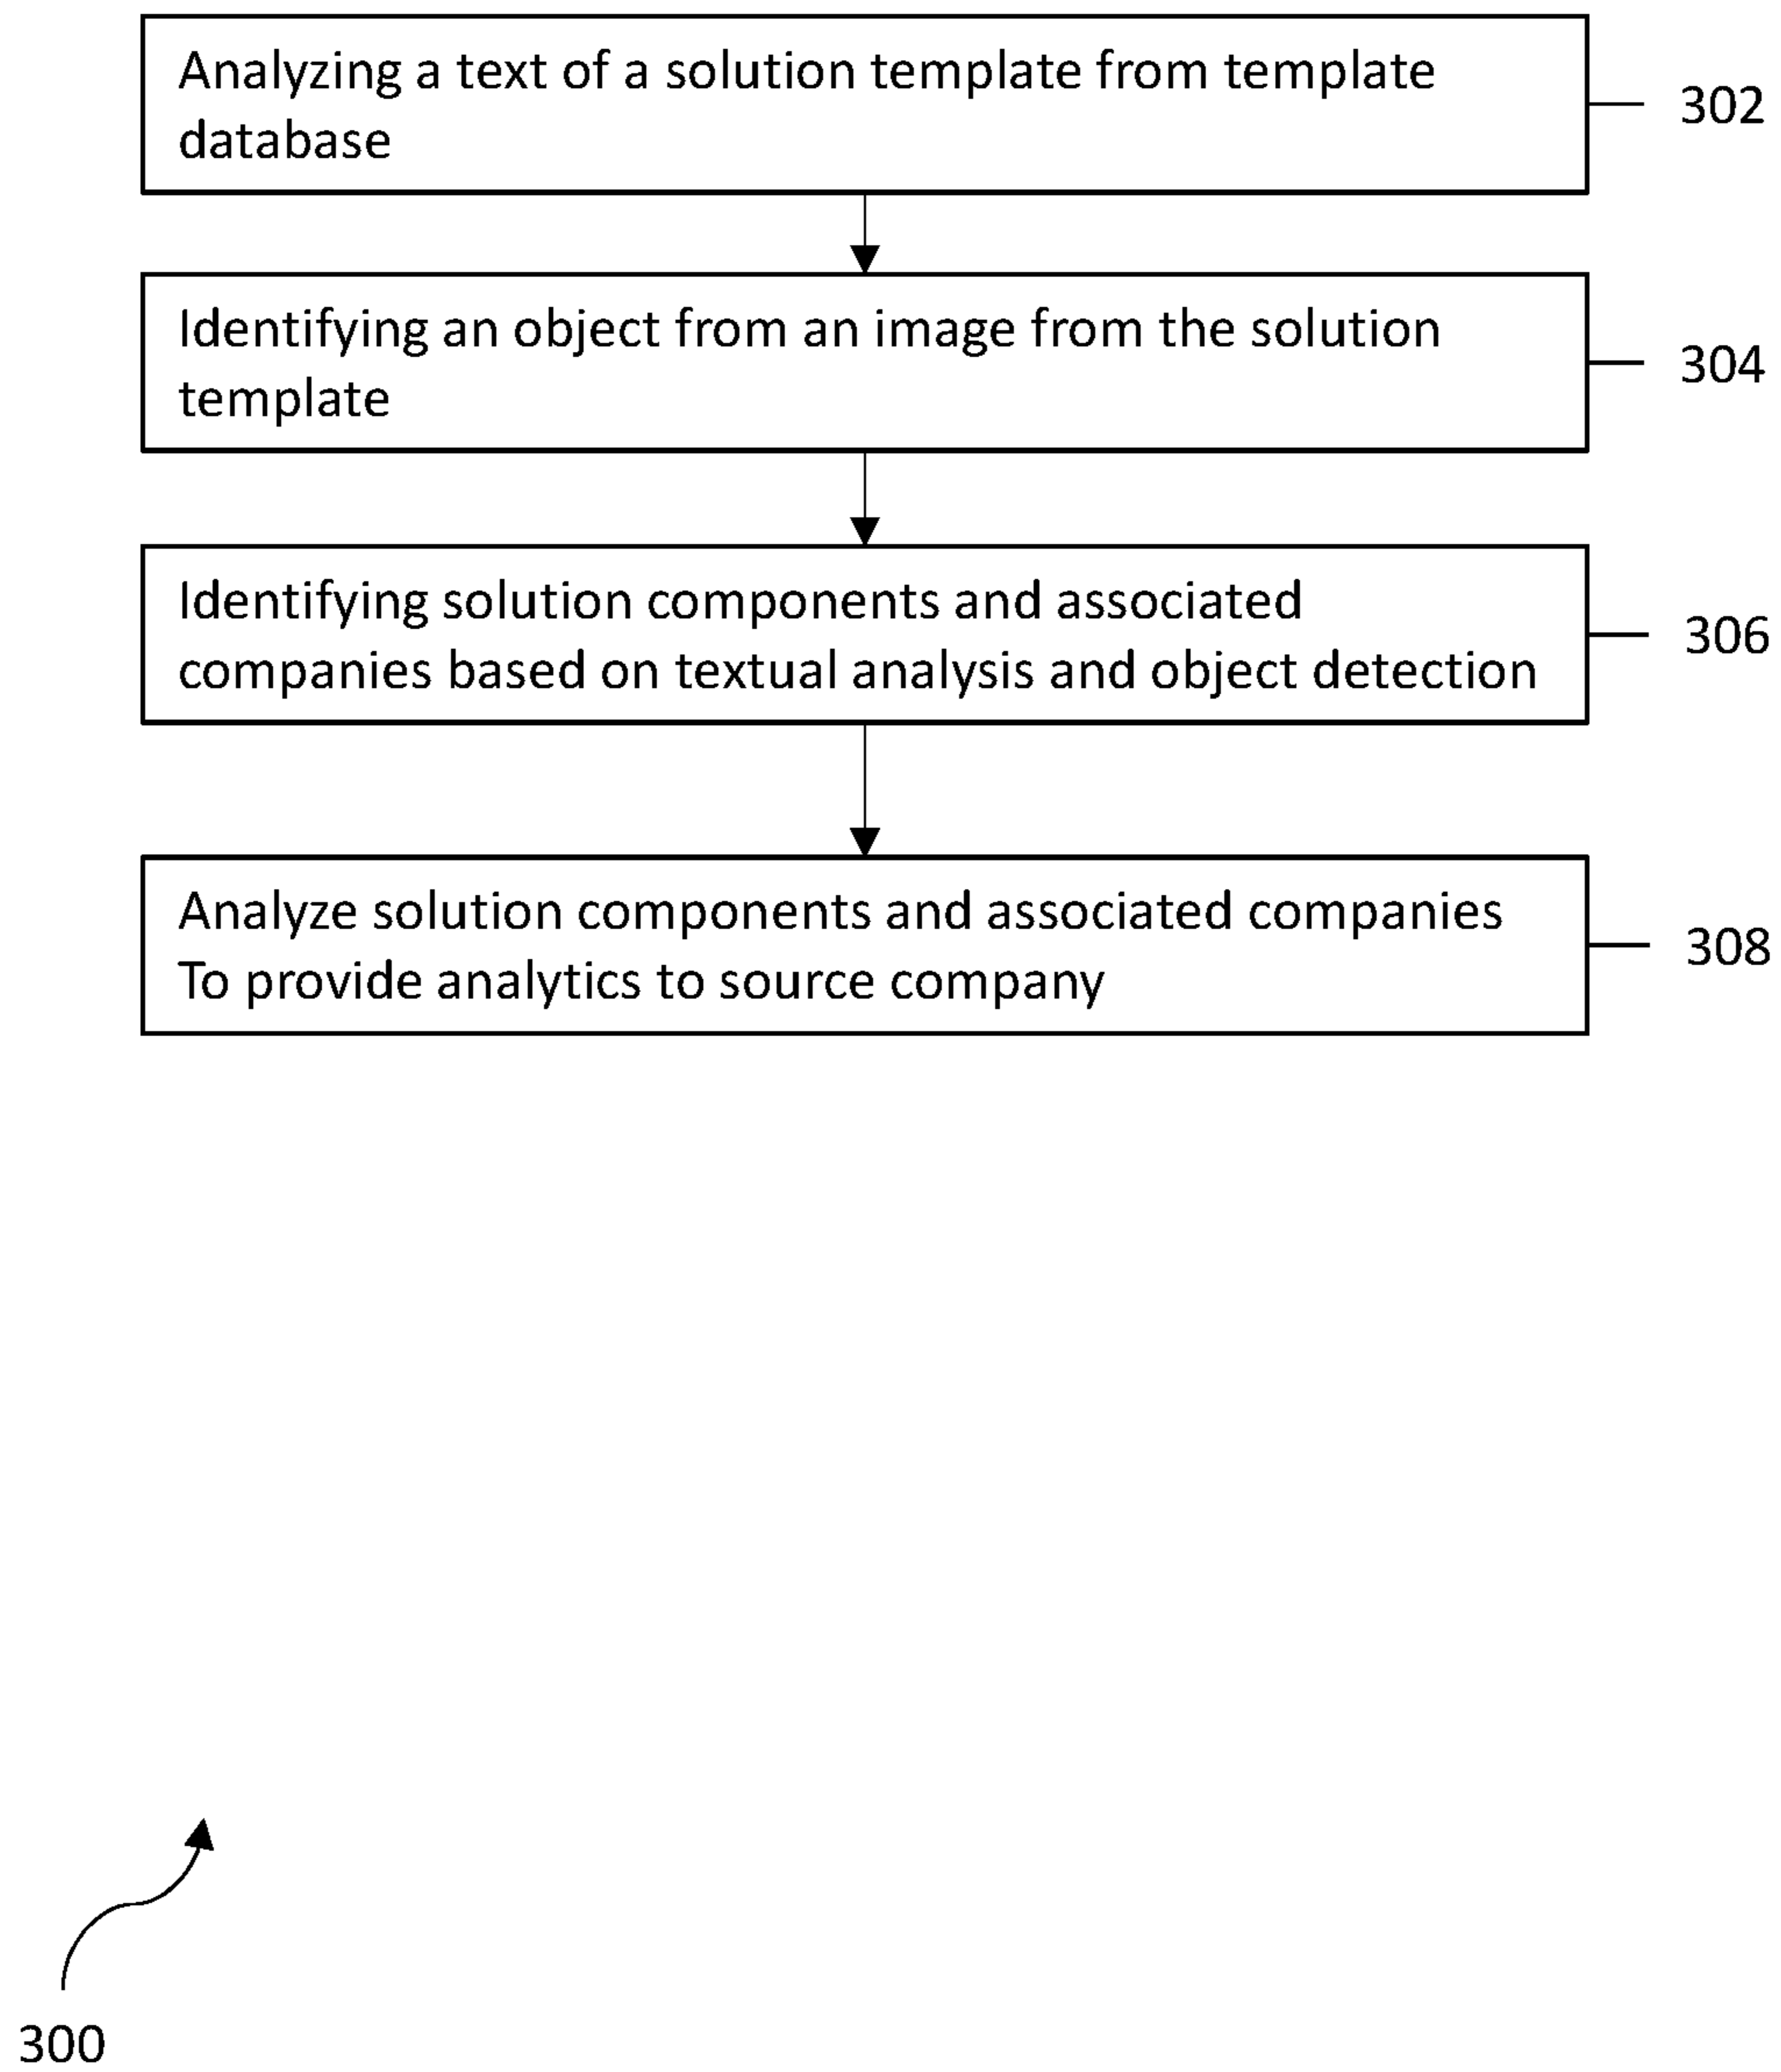 Analyzing a text of a solution template from template
database
302
Identifying an object from an image from the solution
template
304
Identifying solution components and associated
companies based on textual analysis and object detection
306
Analyze solution components and associated companies
To provide analytics to source company
308
300